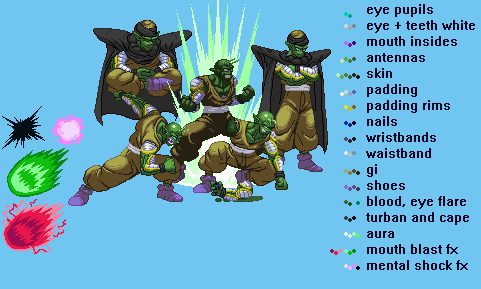 eye pupils
eye + teeth white
mouth insides
antennas
skin
padding
padding rims
nails
wristbands
waistband
gi
shoes
blood, eye flare
turban and cape
aura
mouth blast fx
mental shock fx